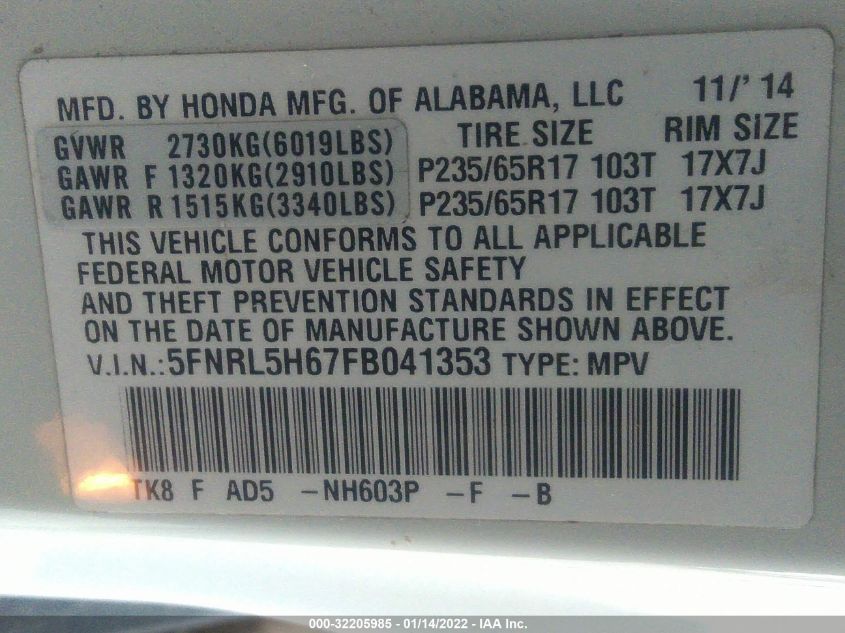 MFD. BY HONDA MFG. OF ALABAMA, LLC 11/' 14
GVWR 2730KG(6019LBS) TIRE SIZE RIM SIZE
GAWR F 1320KG(2910LBS) P235/65R17 103T 17X7J
GAWR R 1515KG(3340LBS) P235/65R17 103T 17X7J
THIS VEHICLE CONFORMS TO ALL APPLICABLE
FEDERAL MOTOR VEHICLE SAFETY
AND THEFT PREVENTION STANDARDS IN EFFECT
ON THE DATE OF MANUFACTURE SHOWN ABOVE.
V.I.N.: 5FNRL5H67FB041353 TYPE: MPV
TK8 F AD5 -NH603P -F -B
000-32205985 - 01/14/2022 - IAA Inc.